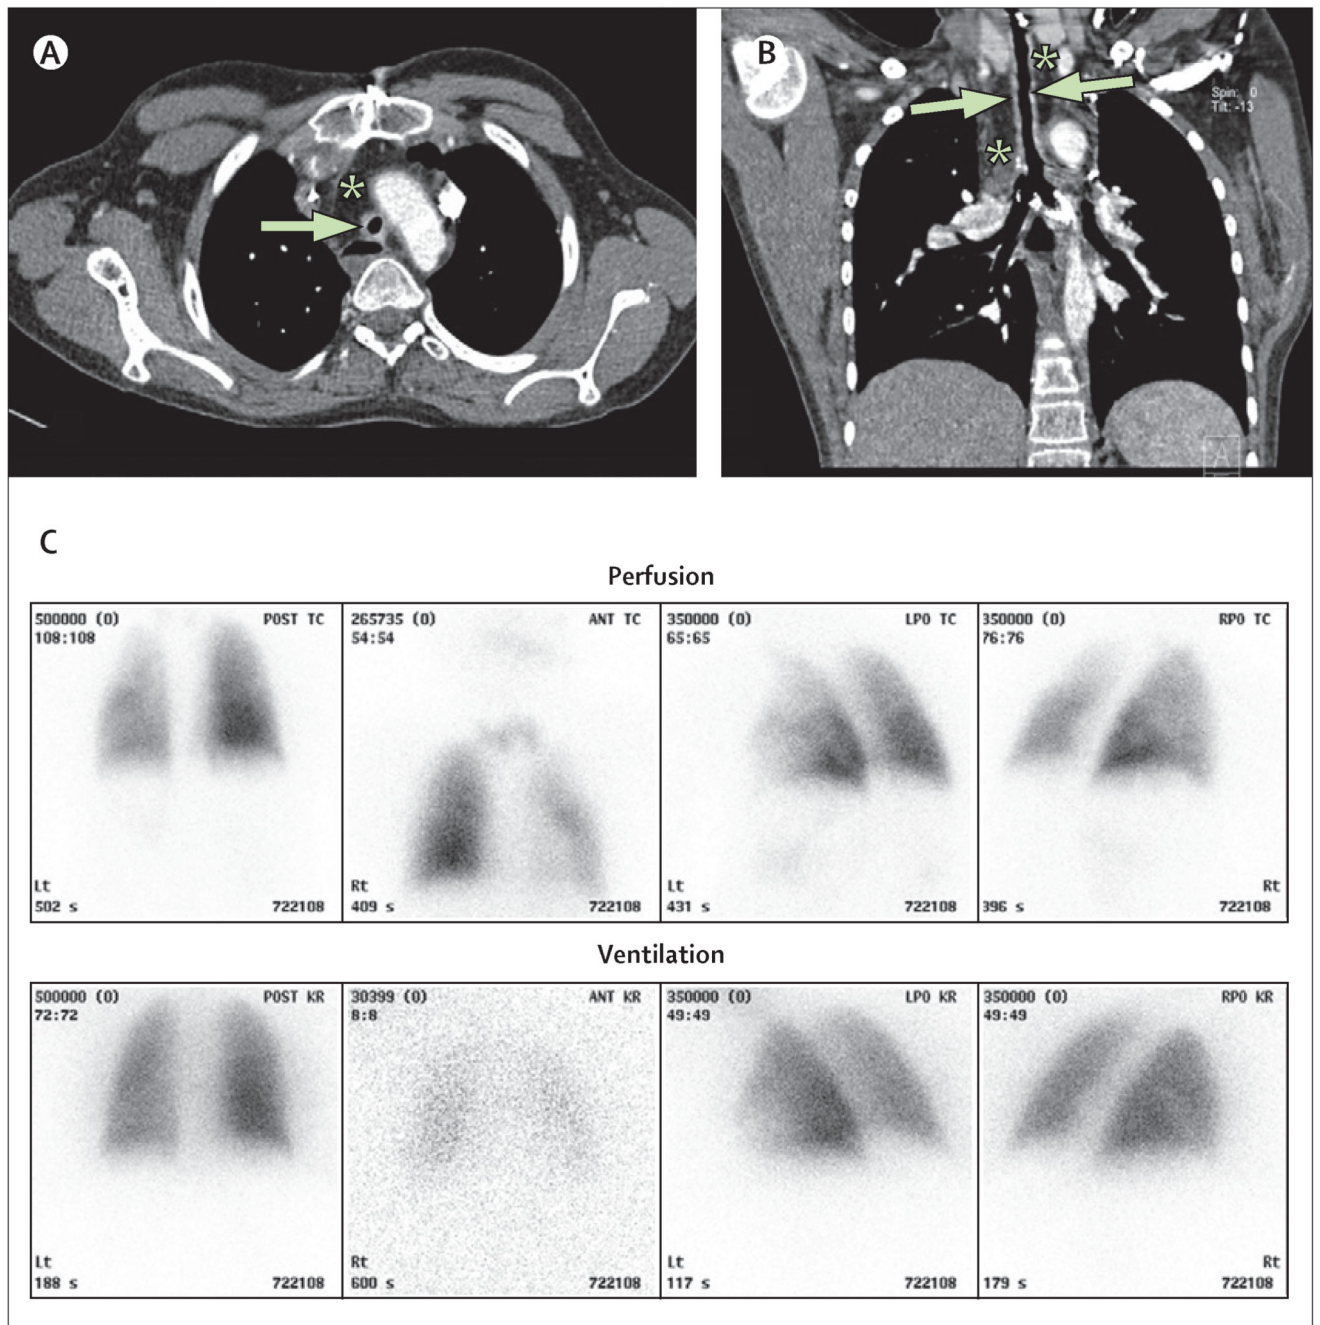 A
*
B
*
*
Spin: 0
Tilt: -13
A
C
Perfusion
500000 (0) POST TC
108:108
Lt
502 s 722108
265735 (0) ANT TC
54:54
Rt
409 s 722108
350000 (0) LPO TC
65:65
Lt
431 s 722108
350000 (0) RPO TC
76:76
Rt
396 s 722108
Ventilation
500000 (0) POST KR
72:72
Lt
188 s 722108
30399 (0) ANT KR
8:8
Rt
600 s 722108
350000 (0) LPO KR
49:49
Lt
117 s 722108
350000 (0) RPO KR
49:49
Rt
179 s 722108